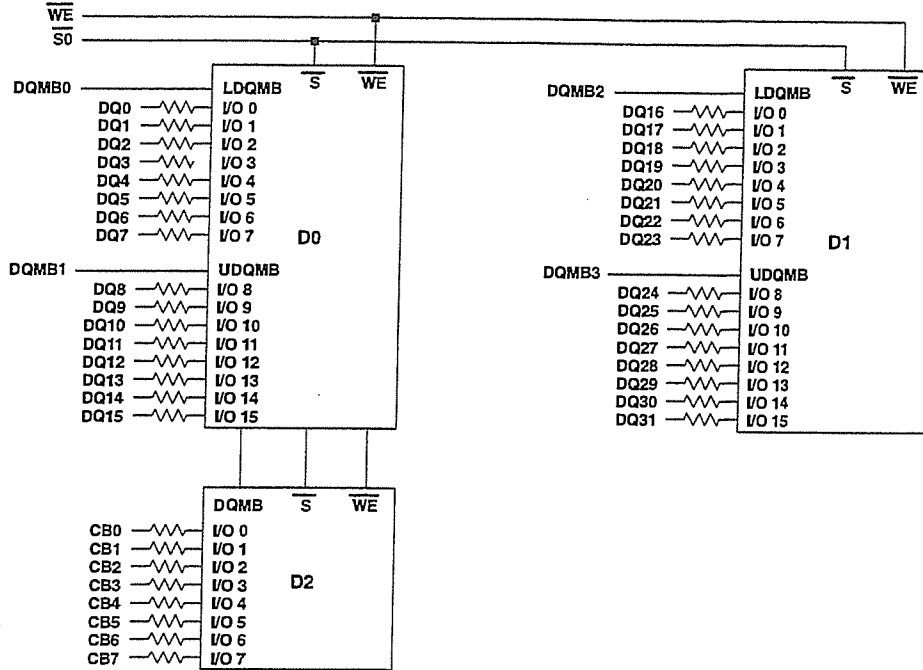 WE
S0
S WE
DQMB0 LDQMB
DQ0 I/O 0
DQ1 I/O 1
DQ2 I/O 2
DQ3 I/O 3
DQ4 I/O 4
DQ5 I/O 5
DQ6 I/O 6
DQ7 I/O 7
D0
DQMB1 UDQMB
DQ8 I/O 8
DQ9 I/O 9
DQ10 I/O 10
DQ11 I/O 11
DQ12 I/O 12
DQ13 I/O 13
DQ14 I/O 14
DQ15 I/O 15
S WE
DQMB2 LDQMB
DQ16 I/O 0
DQ17 I/O 1
DQ18 I/O 2
DQ19 I/O 3
DQ20 I/O 4
DQ21 I/O 5
DQ22 I/O 6
DQ23 I/O 7
D1
DQMB3 UDQMB
DQ24 I/O 8
DQ25 I/O 9
DQ26 I/O 10
DQ27 I/O 11
DQ28 I/O 12
DQ29 I/O 13
DQ30 I/O 14
DQ31 I/O 15
DQMB S WE
CB0 I/O 0
CB1 I/O 1
CB2 I/O 2
CB3 I/O 3
D2
CB4 I/O 4
CB5 I/O 5
CB6 I/O 6
CB7 I/O 7